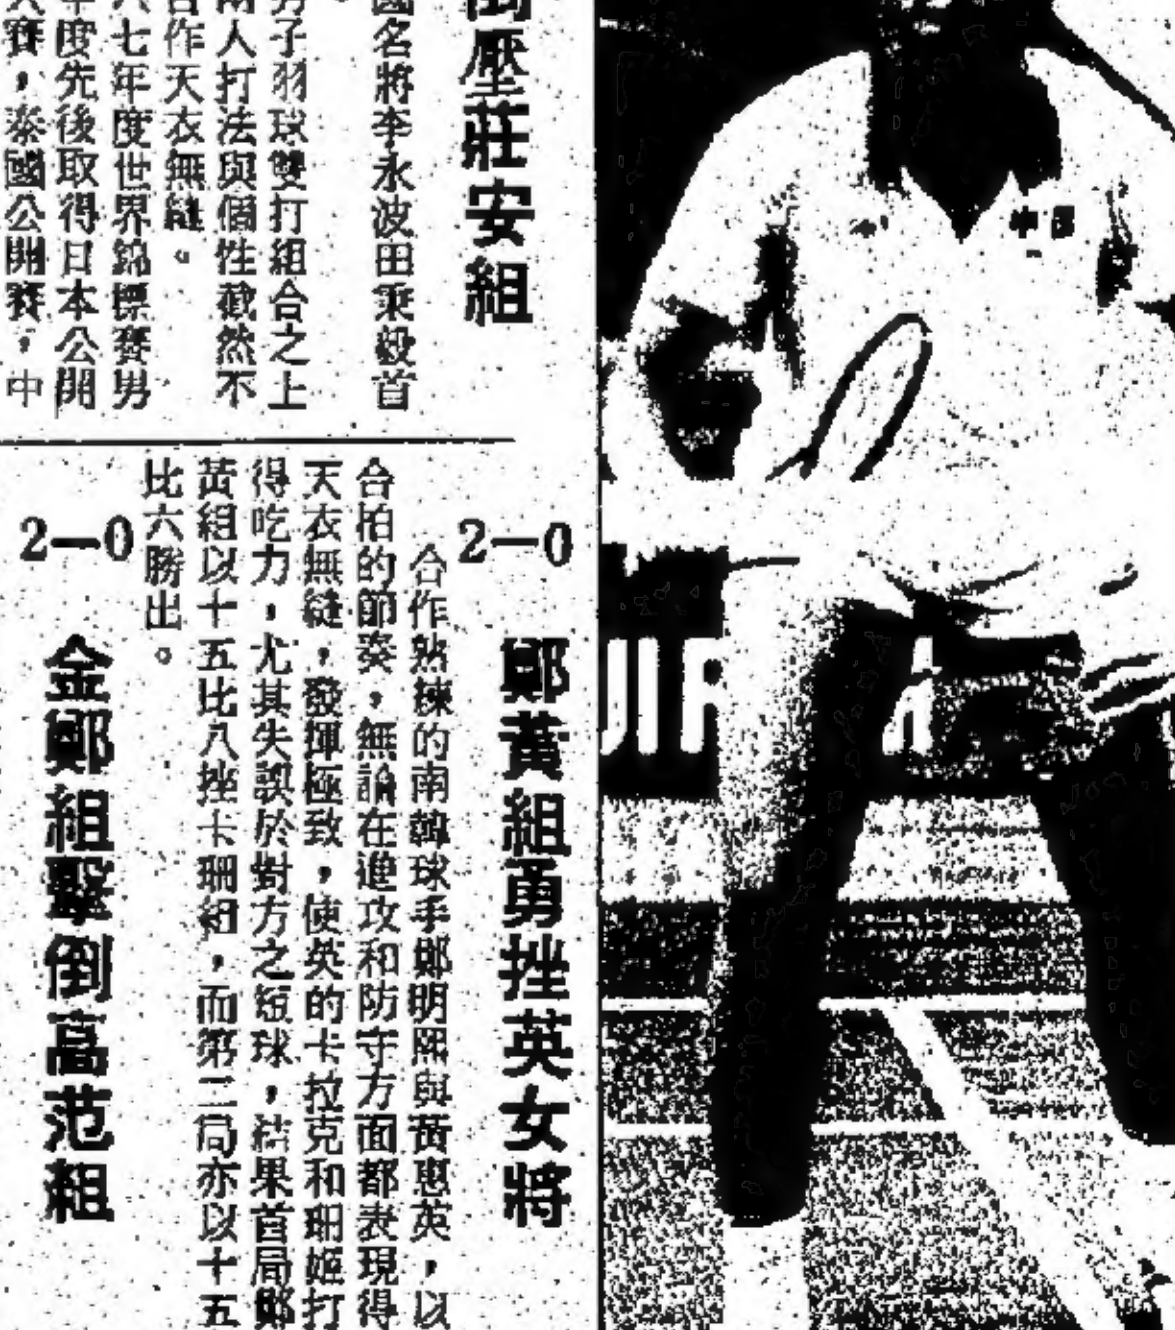 壓莊安組
國名將李永波田秉毅首
男子羽球雙打組合之上
兩人打法與個性截然不
合作天衣無縫。
八七年度世界錦標賽男
年度先後取得日本公開
大賽，泰國公開賽，中
2—0
鄭黃組勇挫英女將
合作熟楝的南韓球手鄭明熙與黃惠英，以
合拍的節奏，無論在進攻和防守方面都表現得
天衣無縫，發揮極致，使英的卡拉克和珊姬打
得吃力，尤其失誤於對方之短球，結果首局鄭
黃組以十五比八挫卡珊組，而第二局亦以十五
比六勝出。
2—0
金鄭組擊倒高范組
中國